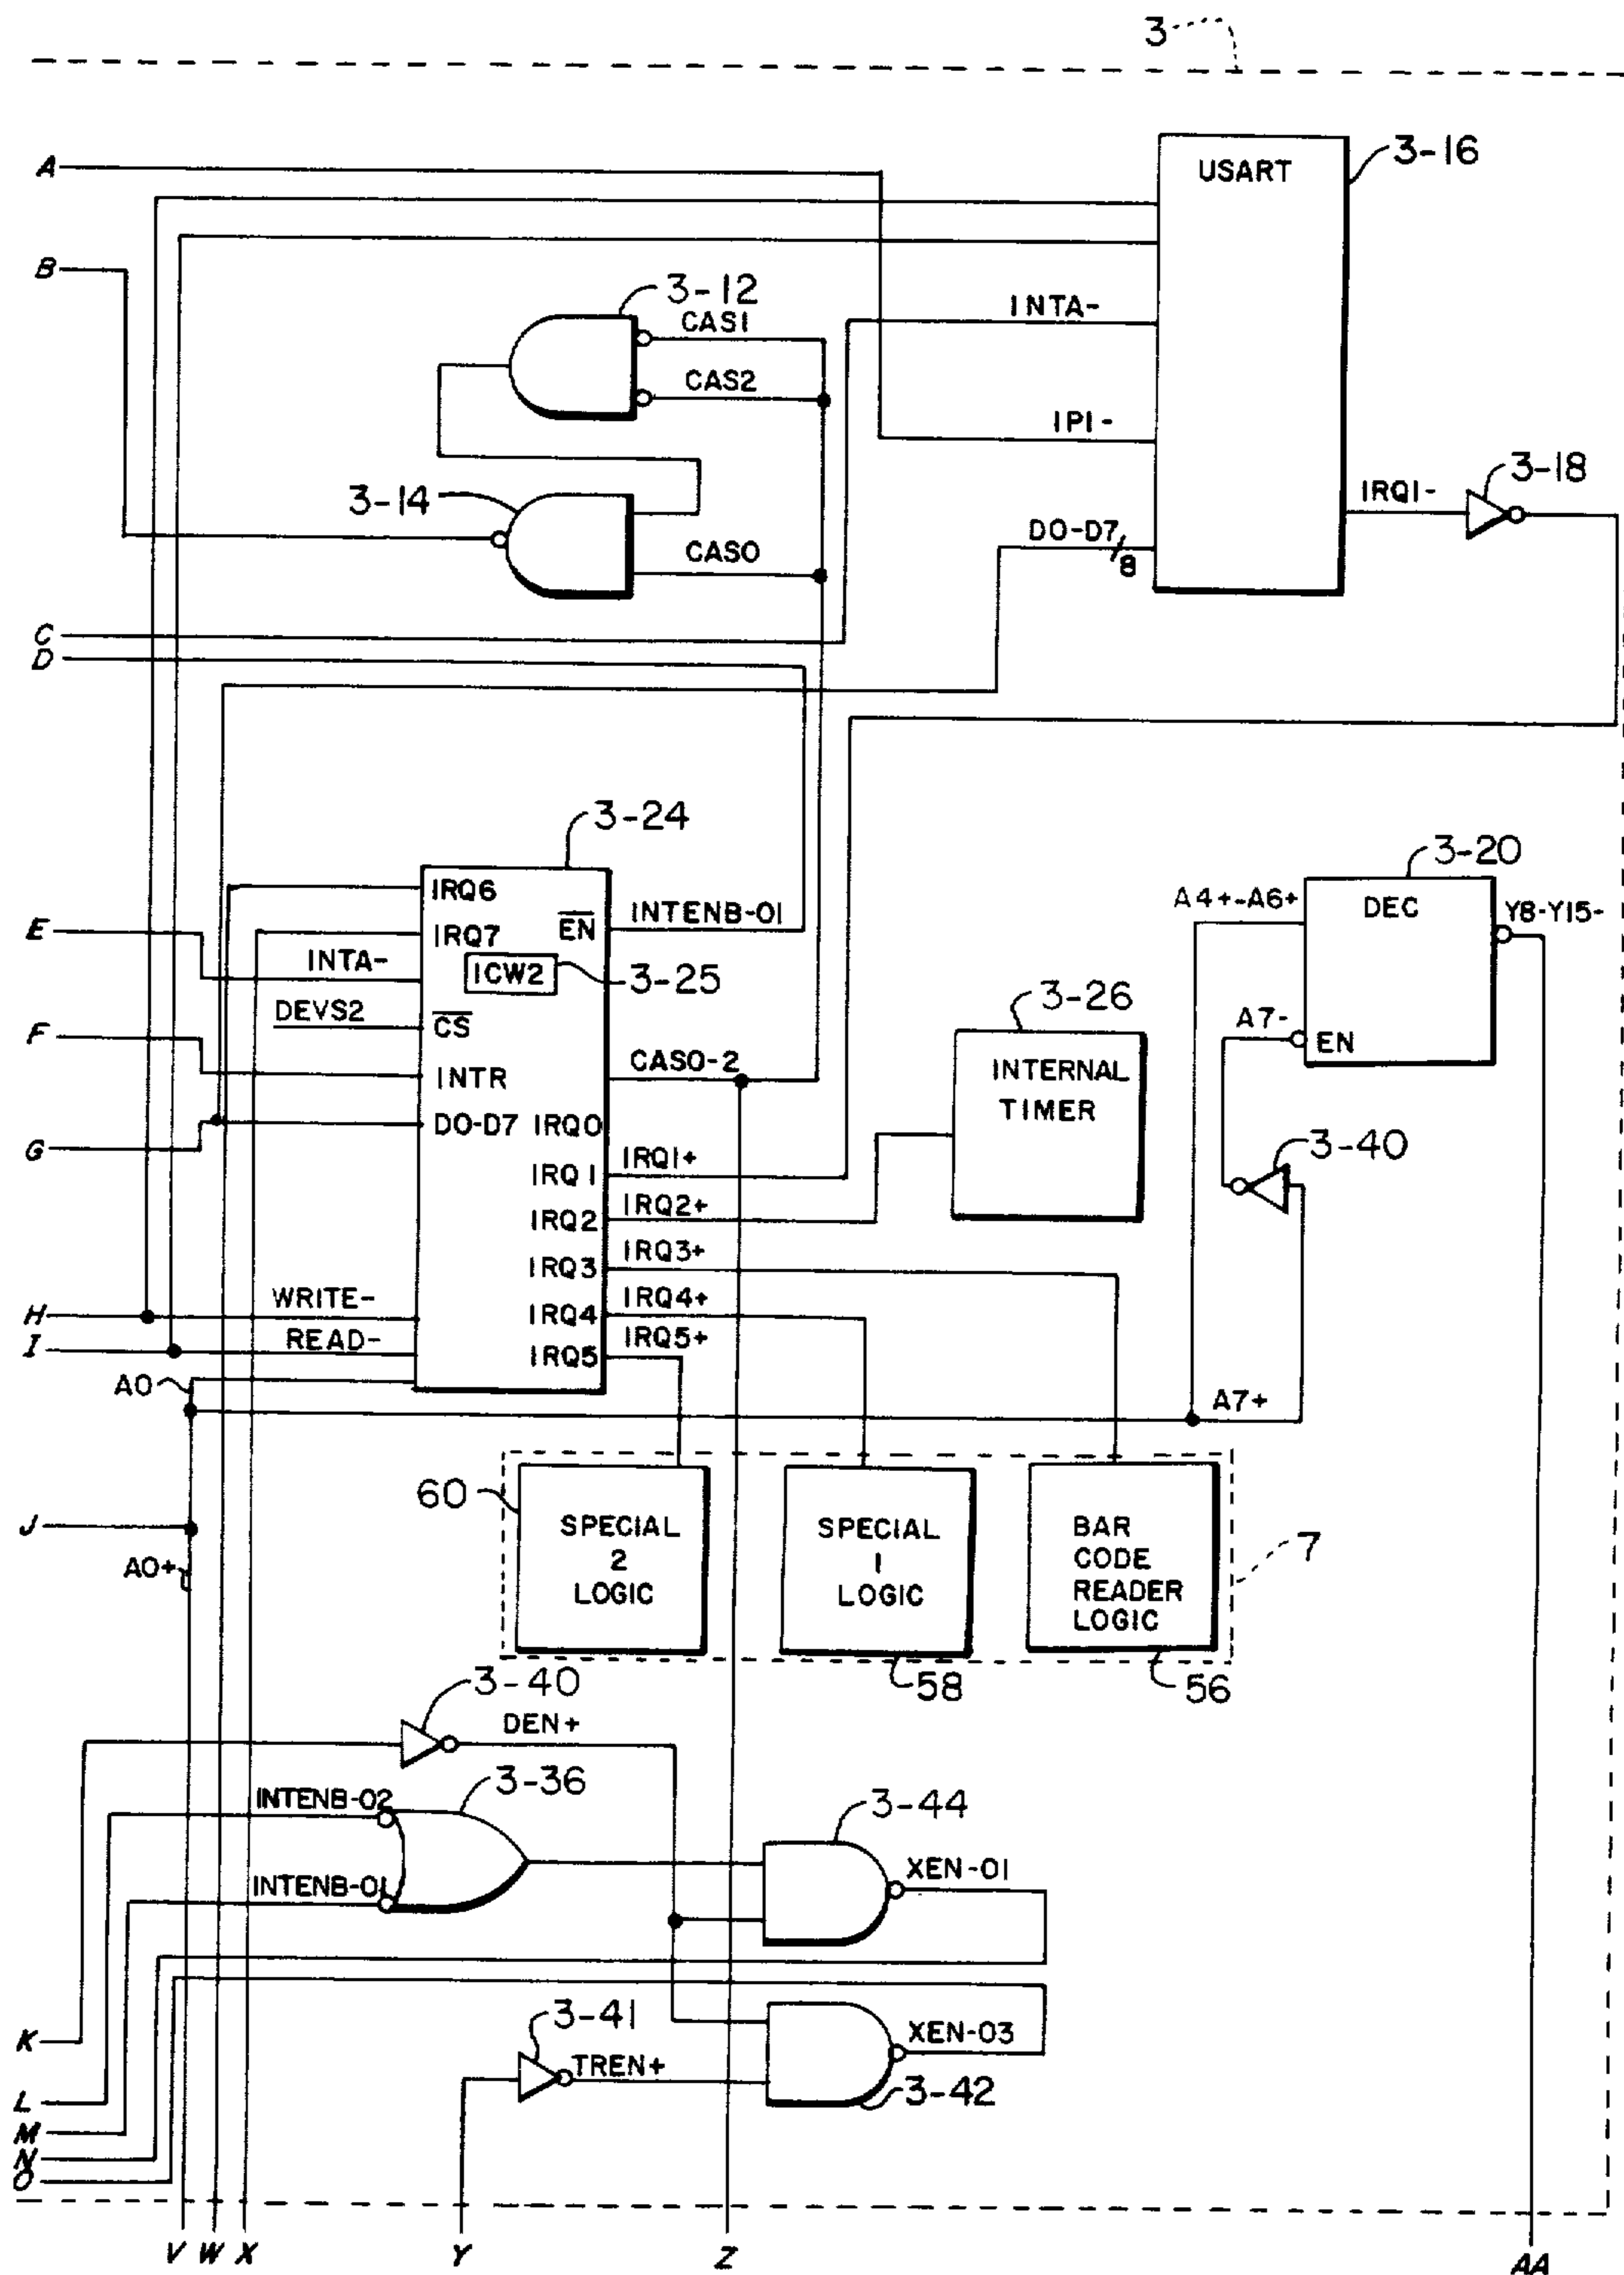 3
A
USART
3-16
B
3-12
CAS1
INTA-
CAS2
IPI-
3-18
3-14
IRQ1-
CAS0
D0-D7
8
C
D
3-24
3-20
IRQ6
A4+-A6+
DEC
Y8-Y15-
INTENB-01
EN
E
IRQ7
INTA-
ICW2
3-25
3-26
DEVS2
CS
A7-
EN
F
CAS0-2
INTERNAL
TIMER
INTR
D0-D7
IRQ0
G
3-40
IRQ1
IRQ1+
IRQ2
IRQ2+
IRQ3
IRQ3+
H
WRITE-
IRQ4
IRQ4+
I
READ-
IRQ5
IRQ5+
A0
A7+
60
J
SPECIAL
2
LOGIC
SPECIAL
1
LOGIC
BAR
CODE
READER
LOGIC
7
A0+
3-40
58
56
DEN+
3-36
INTENB-02
3-44
XEN-01
INTENB-01
3-41
K
XEN-03
TREN+
L
3-42
M
N
O
V
W
X
Y
Z
AA